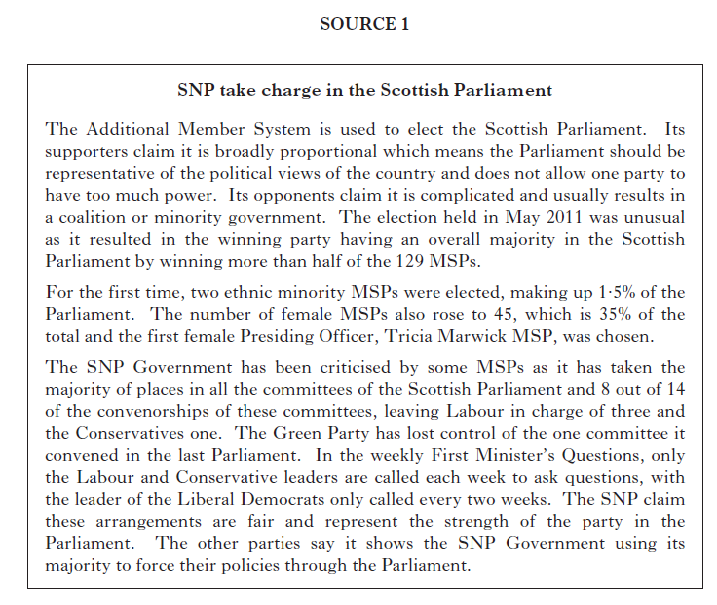 SOURCE 1
SNP take charge in the Scottish Parliament
The Additional Member System is used to elect the Scottish Parliament. Its
supporters claim it is broadly proportional which means the Parliament should be
representative of the political views of the country and does not allow one party to
have too much power. Its opponents claim it is complicated and usually results in
a coalition or minority government. The election held in May 2011 was unusual
as it resulted in the winning party having an overall majority in the Scottish
Parliament by winning more than half of the 129 MSPs.
For the first time, two ethnic minority MSPs were elected, making up 1·5% of the
Parliament. The number of female MSPs also rose to 45, which is 35% of the
total and the first female Presiding Officer, Tricia Marwick MSP, was chosen.
The SNP Government has been criticised by some MSPs as it has taken the
majority of places in all the committees of the Scottish Parliament and 8 out of 14
of the convenorships of these committees, leaving Labour in charge of three and
the Conservatives one. The Green Party has lost control of the one committee it
convened in the last Parliament. In the weekly First Minister's Questions, only
the Labour and Conservative leaders are called each week to ask questions, with
the leader of the Liberal Democrats only called every two weeks. The SNP claim
these arrangements are fair and represent the strength of the party in the
Parliament. The other parties say it shows the SNP Government using its
majority to force their policies through the Parliament.